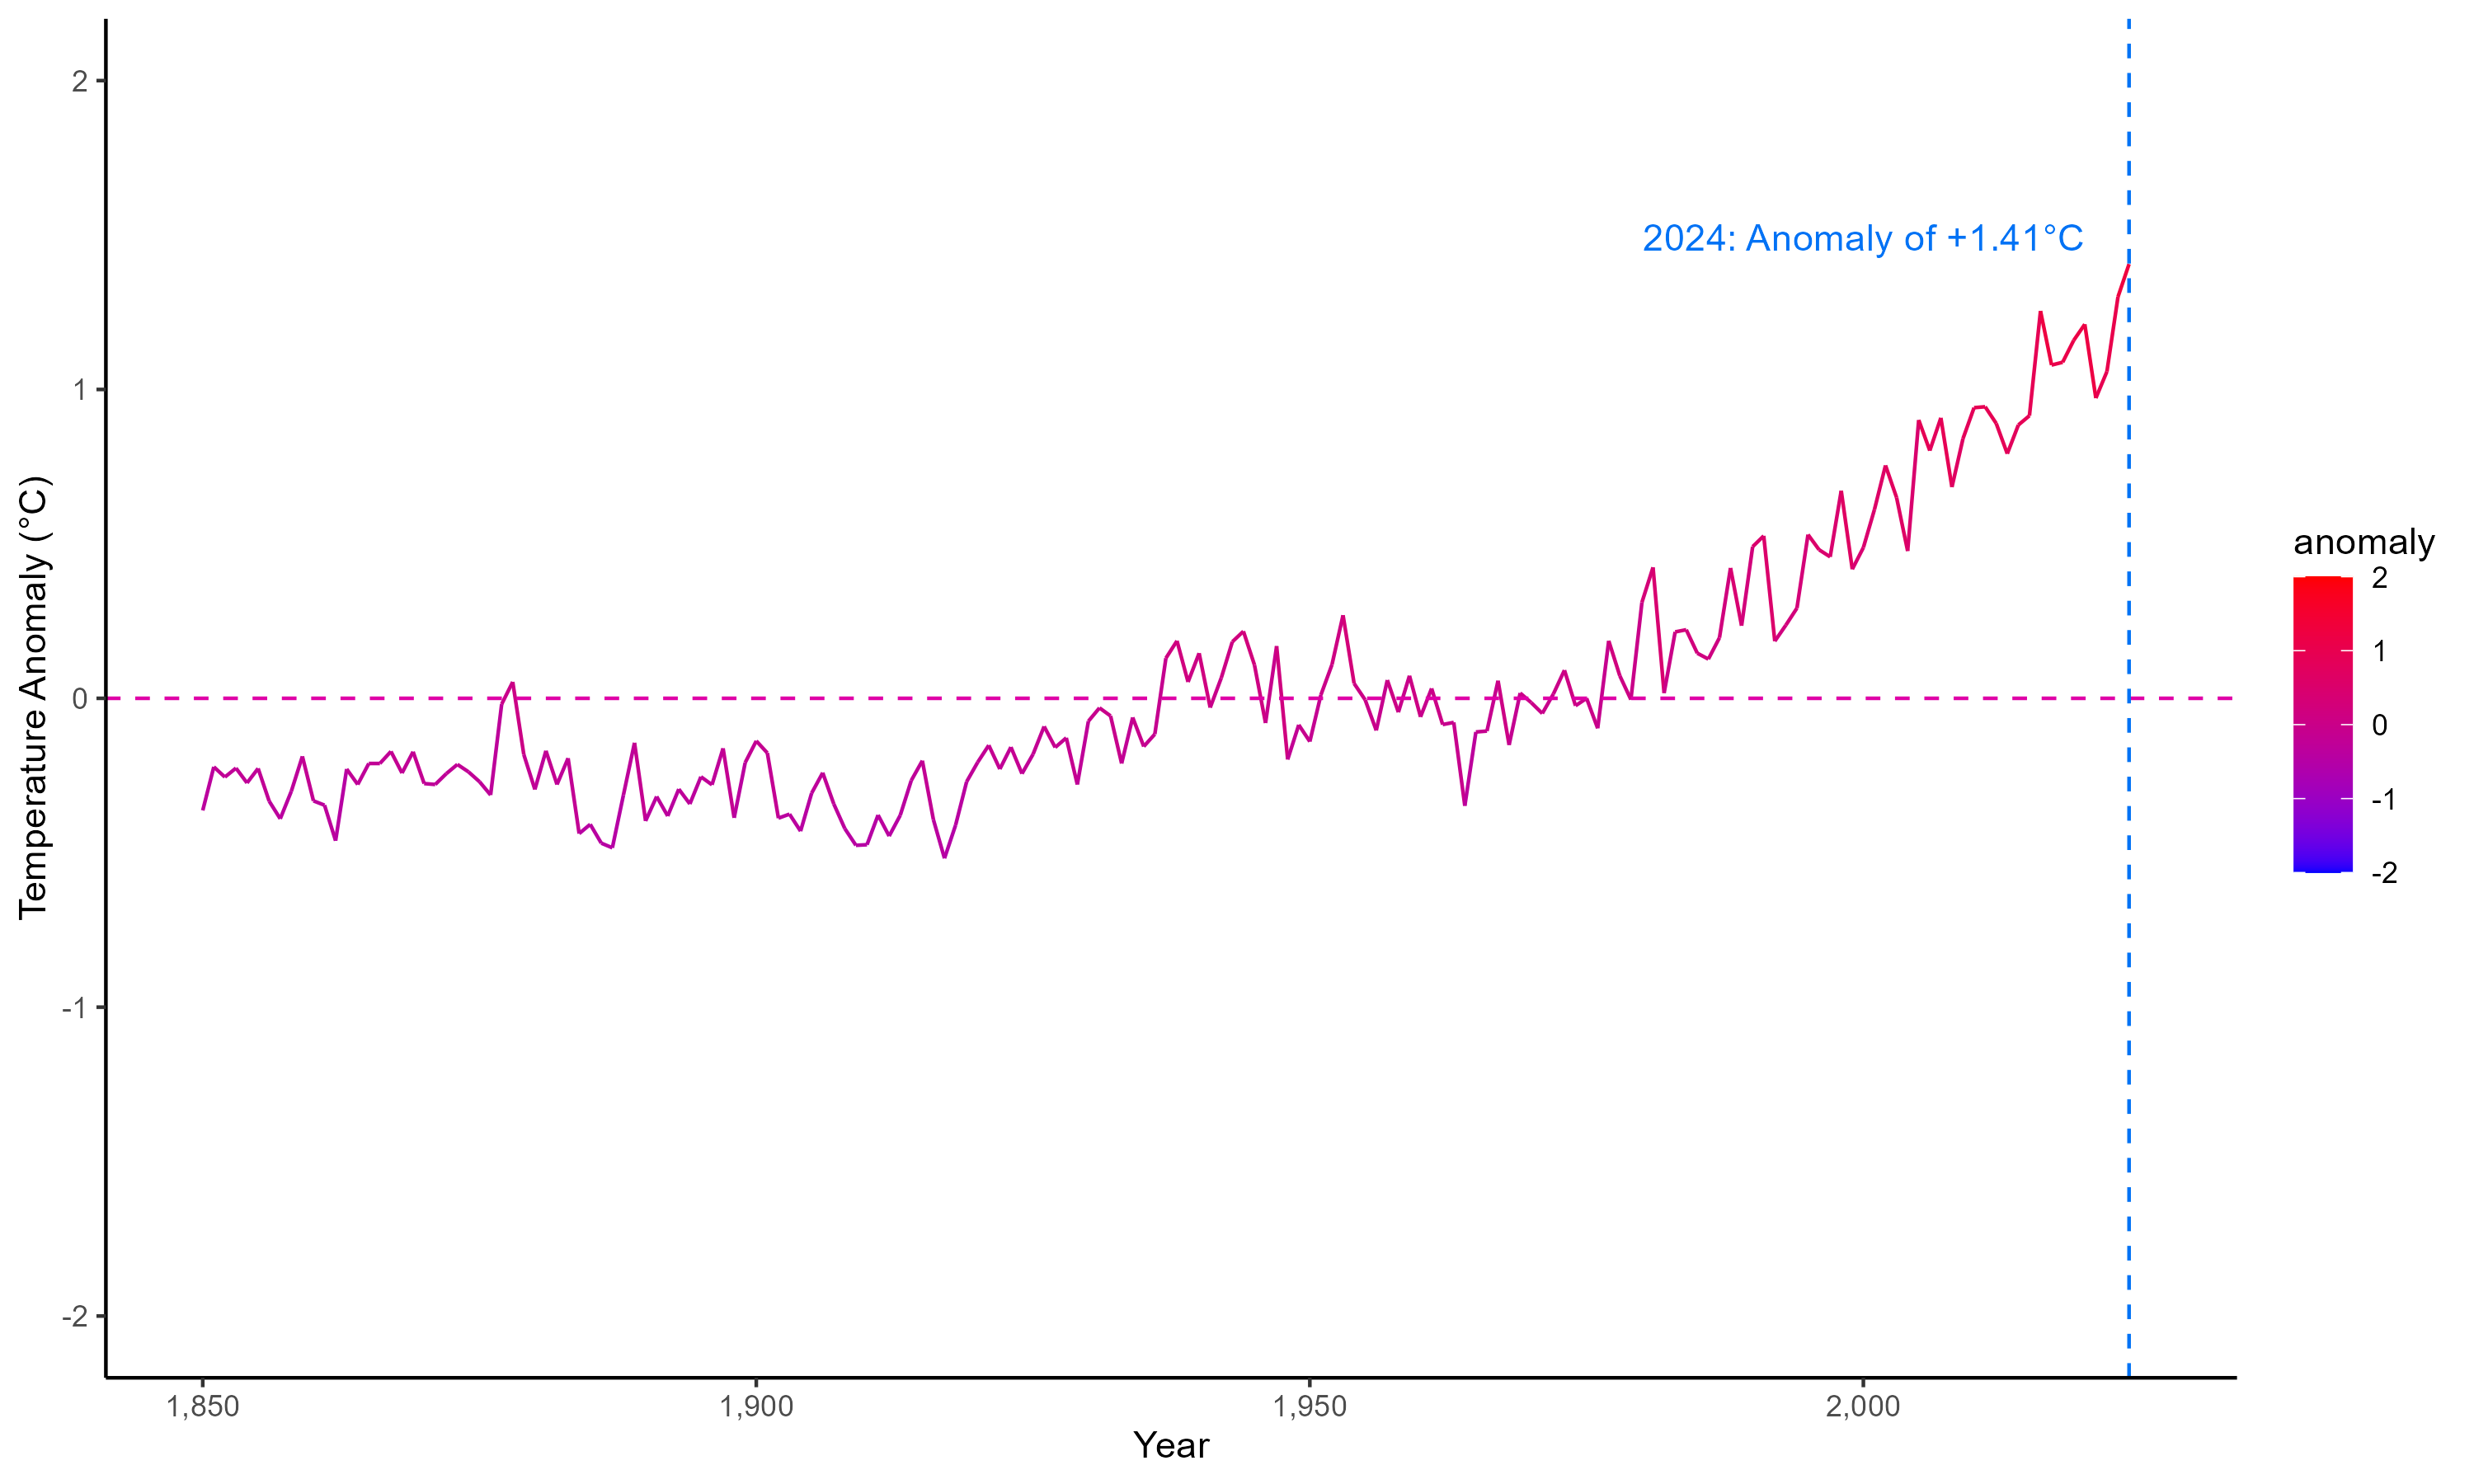 2
2024: Anomaly of +1.41°C
1
Temperature Anomaly (°C)
0
-1
-2
anomaly
2
1
0
-1
-2
1,850 1,900 1,950 2,000
Year